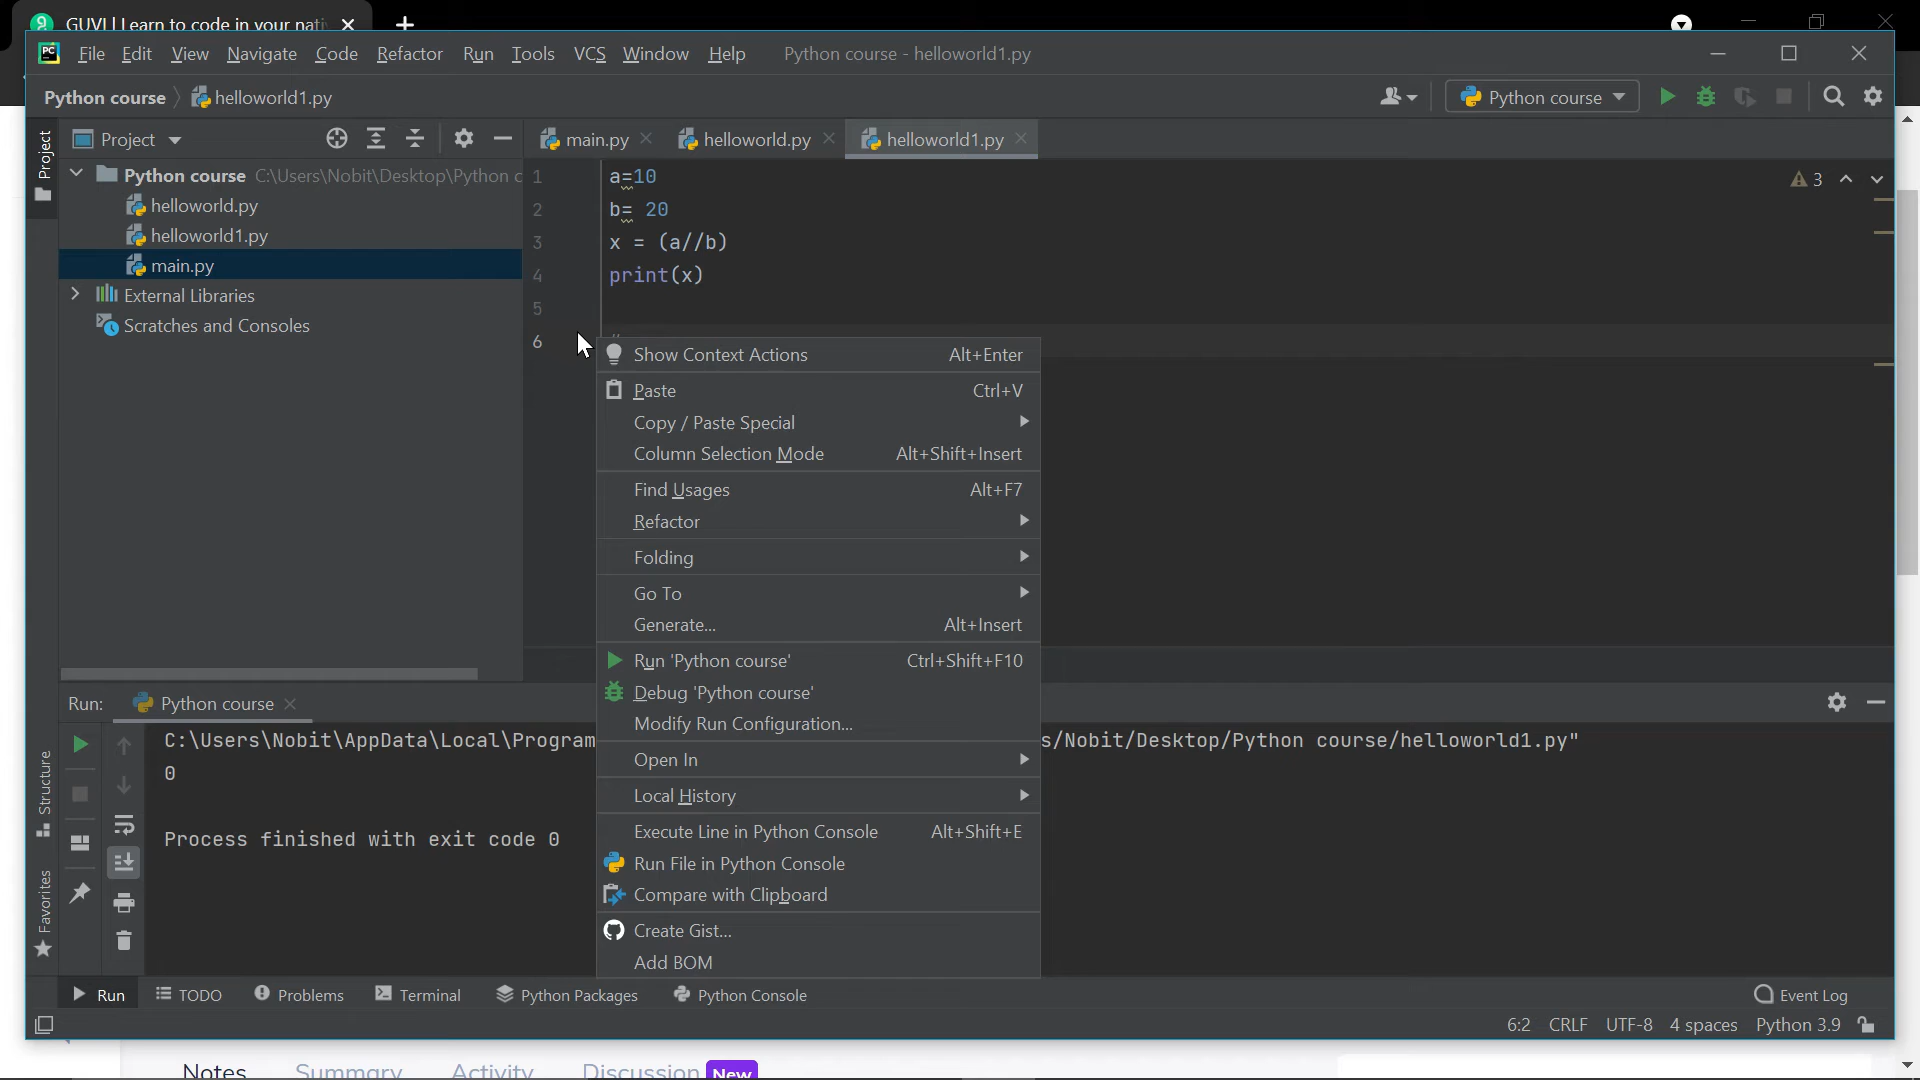 GUVI | Learn to code in your nati
PC File Edit View Navigate Code Refactor Run Tools VCS Window Help Python course - helloworld1.py
Python course helloworld1.py Python course
Project main.py helloworld.py helloworld1.py
Project
Python course C:\Users\Nobit\Desktop\Python c
helloworld.py
helloworld1.py
main.py
External Libraries
Scratches and Consoles
1 a=10
2 b= 20
3 x = (a//b)
4 print(x)
5
6
3
Show Context Actions Alt+Enter
Paste Ctrl+V
Copy / Paste Special
Column Selection Mode Alt+Shift+Insert
Find Usages Alt+F7
Refactor
Folding
Go To
Generate... Alt+Insert
Run 'Python course' Ctrl+Shift+F10
Debug 'Python course'
Modify Run Configuration...
Open In
Local History
Execute Line in Python Console Alt+Shift+E
Run File in Python Console
Compare with Clipboard
Create Gist...
Add BOM
Run: Python course
C:\Users\Nobit\AppData\Local\Program s/Nobit/Desktop/Python course/helloworld1.py"
0
Process finished with exit code 0
Structure
Favorites
Run TODO Problems Terminal Python Packages Python Console Event Log
6:2 CRLF UTF-8 4 spaces Python 3.9
Notes Summary Activity Discussion New